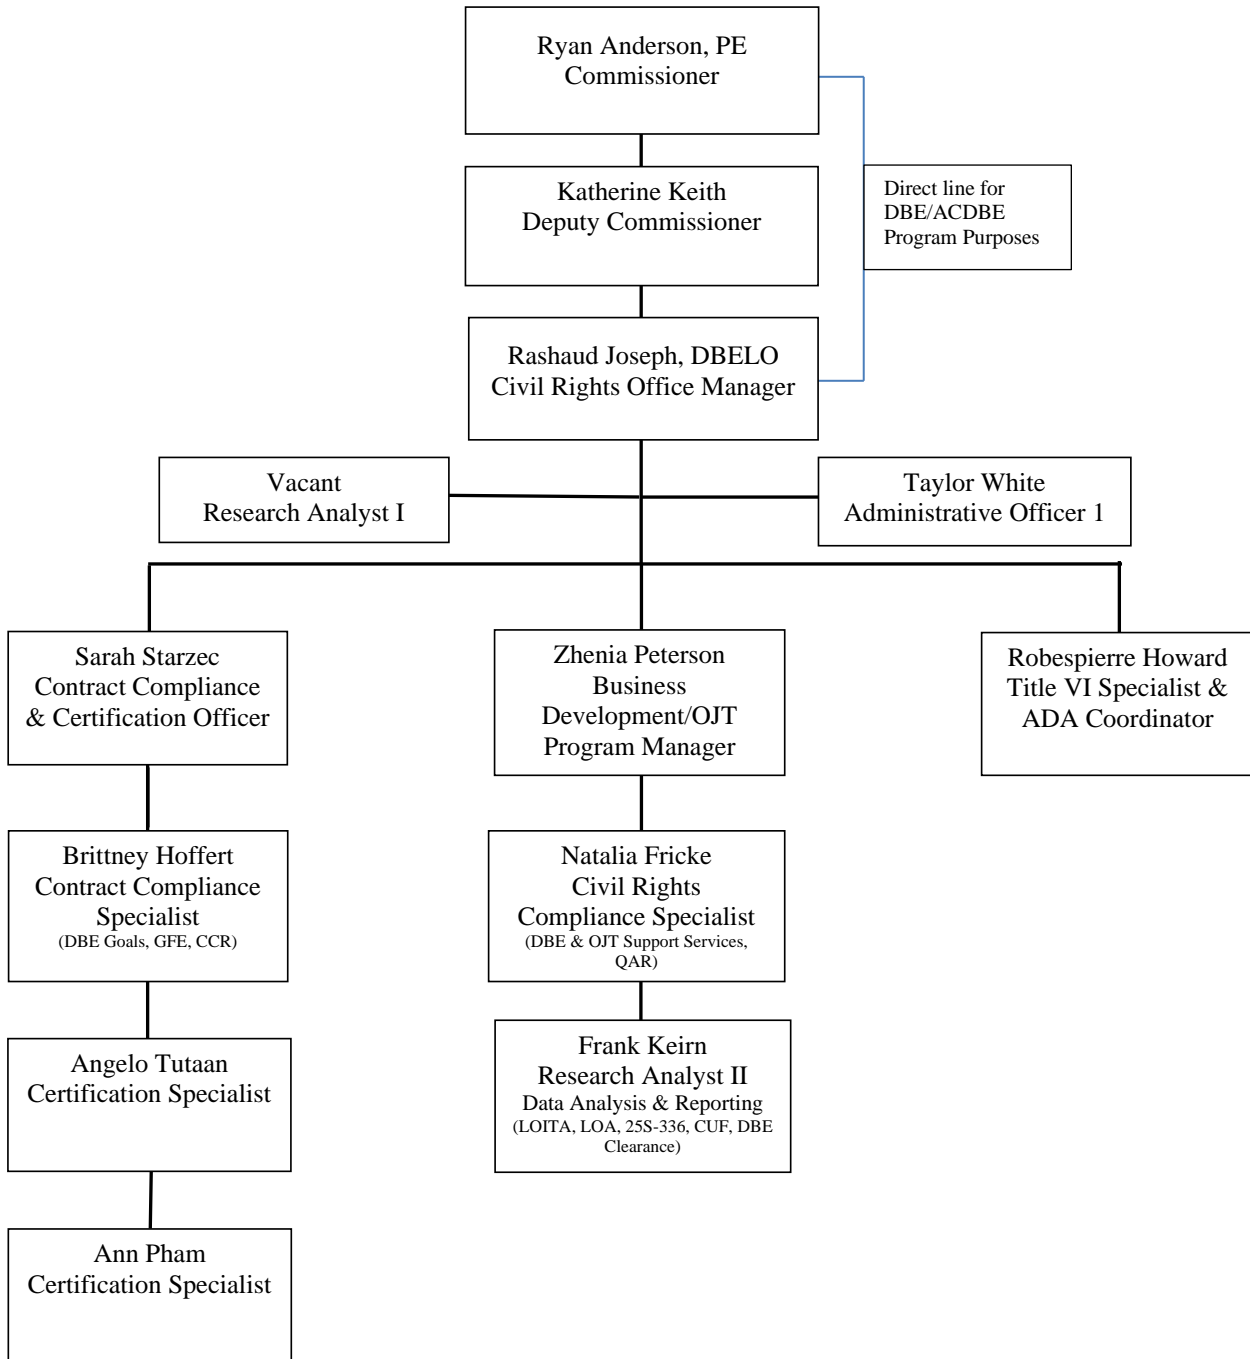 Ryan Anderson, PE
Commissioner
Katherine Keith
Deputy Commissioner
Direct line for
DBE/ACDBE
Program Purposes
Rashaud Joseph, DBELO
Civil Rights Office Manager
Vacant
Research Analyst I
Taylor White
Administrative Officer 1
Sarah Starzec
Contract Compliance
& Certification Officer
Zhenia Peterson
Business
Development/OJT
Program Manager
Robespierre Howard
Title VI Specialist &
ADA Coordinator
Brittney Hoffert
Contract Compliance
Specialist
(DBE Goals, GFE, CCR)
Natalia Fricke
Civil Rights
Compliance Specialist
(DBE & OJT Support Services,
QAR)
Angelo Tutaan
Certification Specialist
Frank Keirn
Research Analyst II
Data Analysis & Reporting
(LOITA, LOA, 25S-336, CUF, DBE
Clearance)
Ann Pham
Certification Specialist